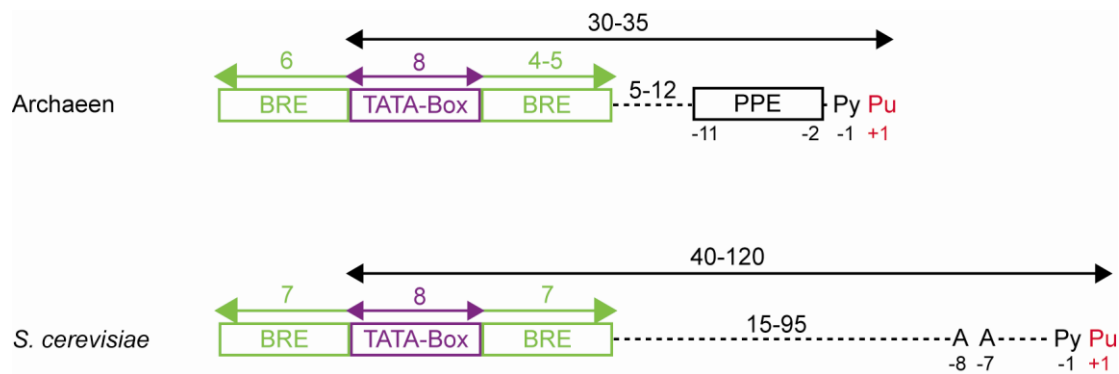 30-35
6 8 4-5
Archaeen BRE TATA-Box BRE 5-12 PPE Py Pu
-11 -2 -1 +1
40-120
7 8 7
S. cerevisiae BRE TATA-Box BRE 15-95 A A Py Pu
-8 -7 -1 +1